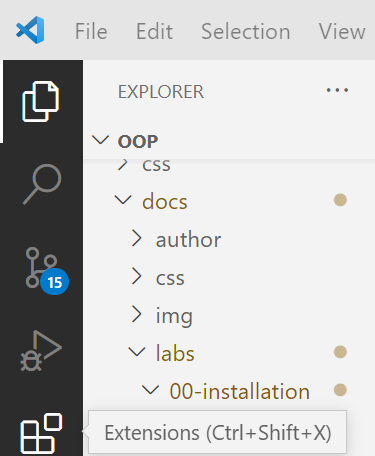 File Edit Selection View
EXPLORER ...
OOP
css
docs
author
css
img
15
labs
00-installation
Extensions (Ctrl+Shift+X)